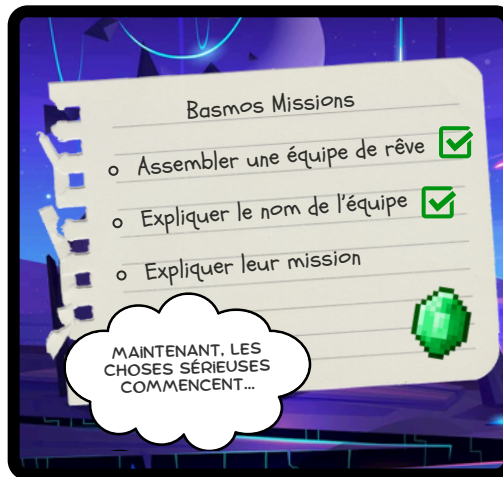 Basmos Missions
Assembler une équipe de rêve
Expliquer le nom de l'équipe
Expliquer leur mission
MAINTENANT, LES
CHOSES SÉRIEUSES
COMMENCENT...